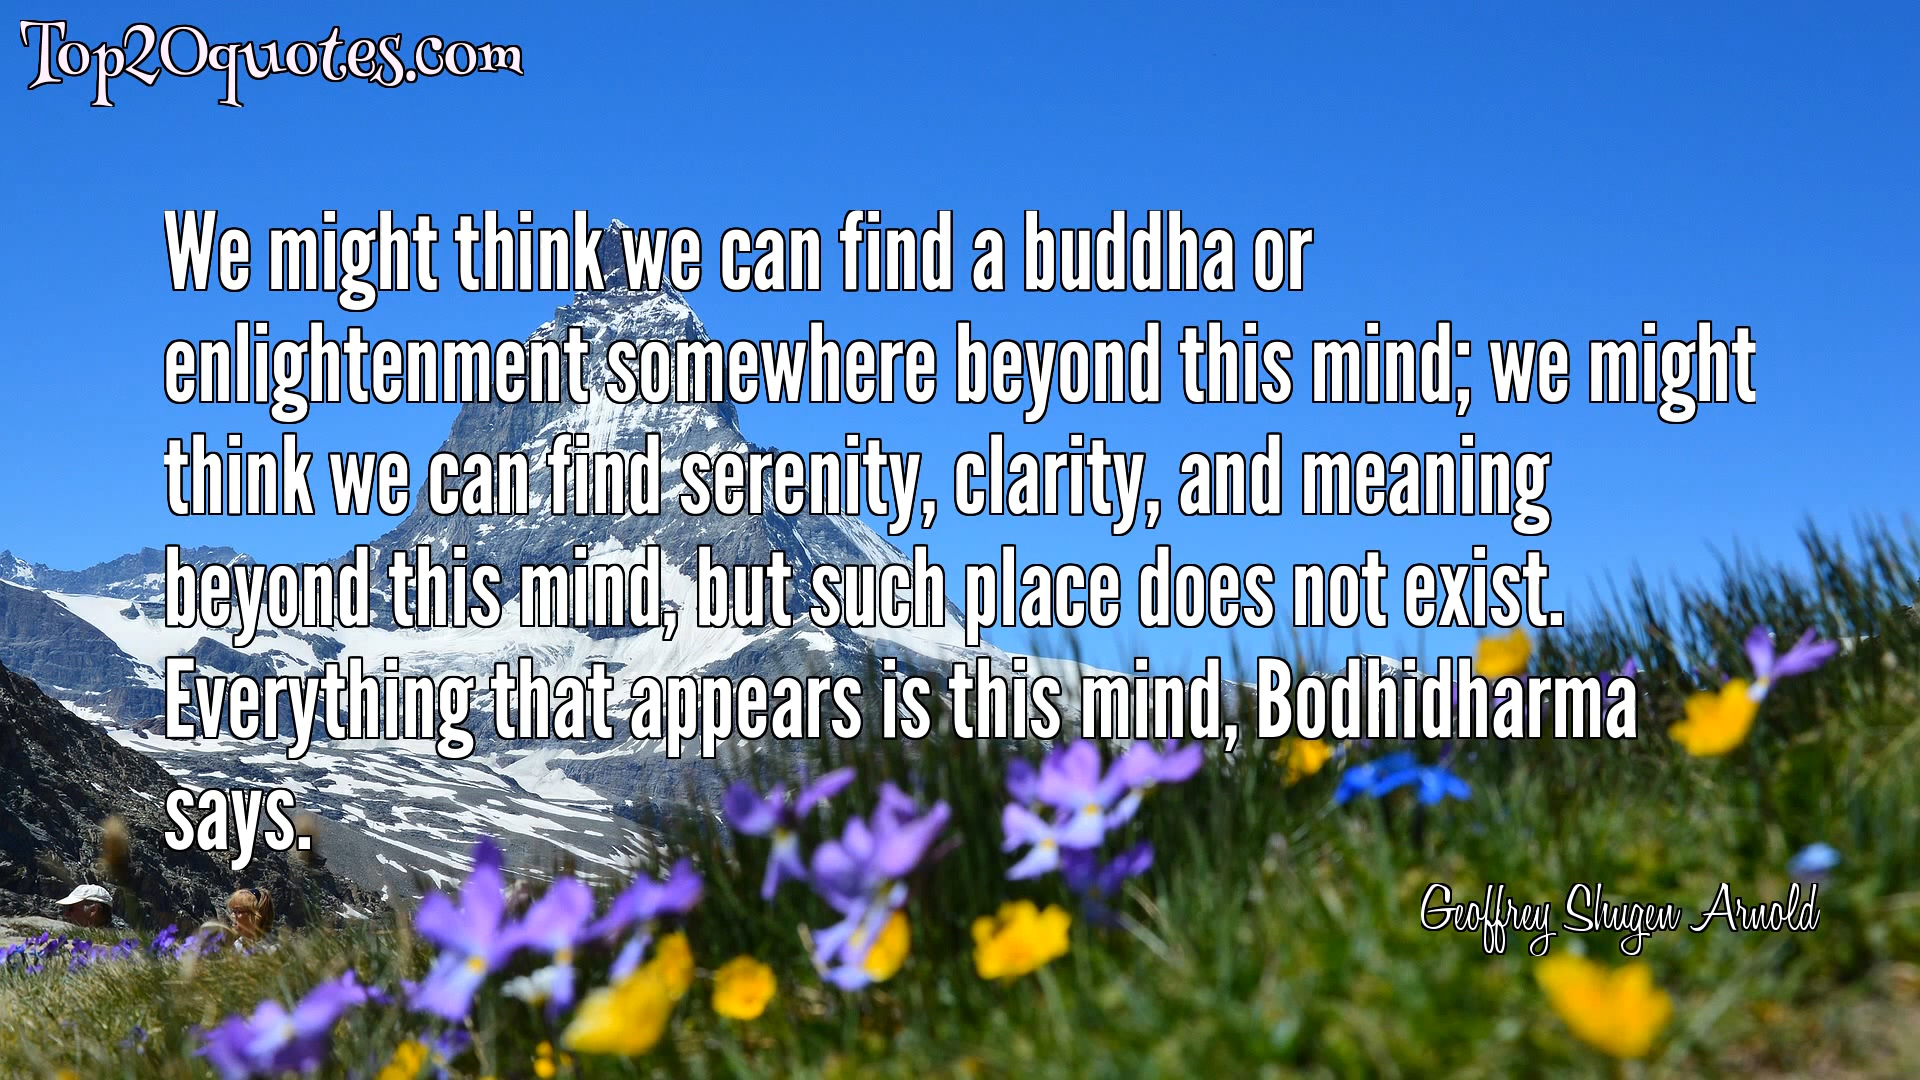 Top20quotes.com
We might think we can find a buddha or
enlightenment somewhere beyond this mind; we might
think we can find serenity, clarity, and meaning
beyond this mind, but such place does not exist.
Everything that appears is this mind, Bodhidharma
says.
Geoffrey Shugen Arnold